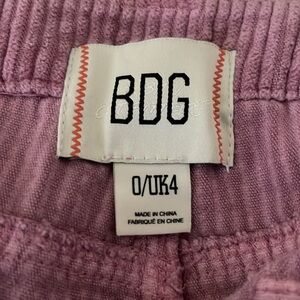 BDG
0/UK4
MADE IN CHINA
FABRIQUÉ EN CHINE